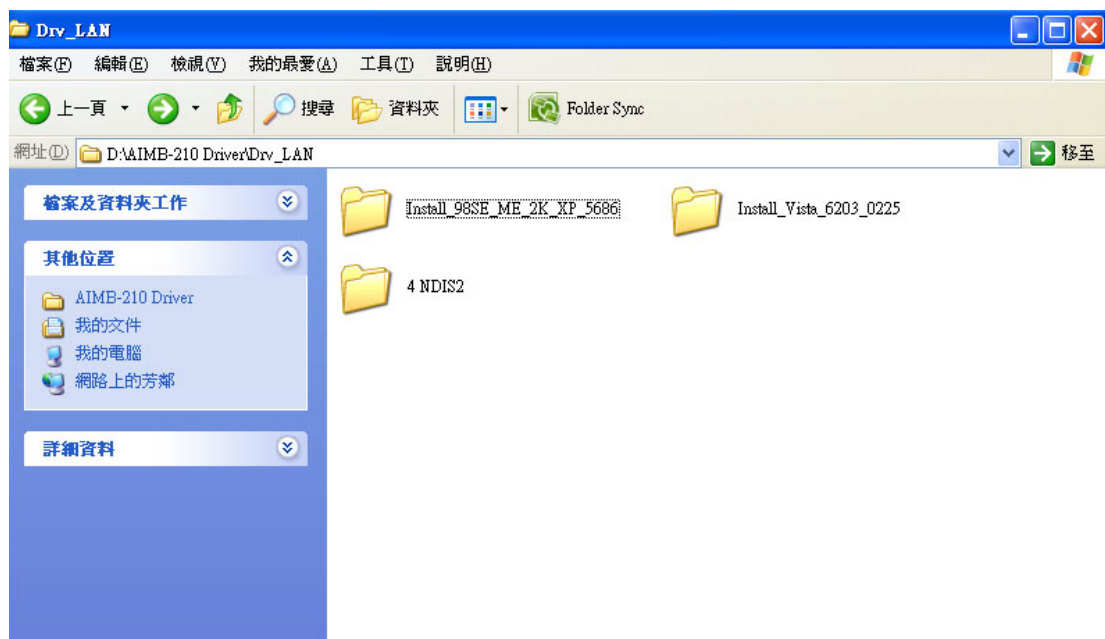 Drv_LAN
檔案(F) 編輯(E) 檢視(V) 我的最愛(A) 工具(T) 說明(H)
上一頁 搜尋 資料夾 Folder Sync
網址(D) D:\AIMB-210 Driver\Drv_LAN 移至
檔案及資料夾工作
其他位置
AIMB-210 Driver
我的文件
我的電腦
網路上的芳鄰
詳細資料
Install_98SE_ME_2K_XP_5686 Install_Vista_6203_0225
4 NDIS2